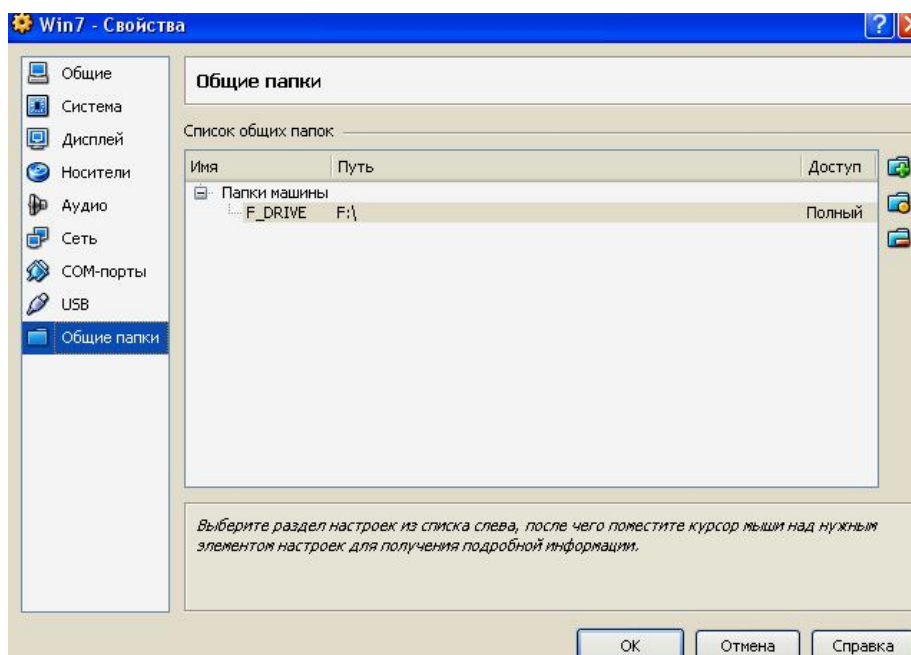 Win7 - Свойства
Общие
Система
Дисплей
Носители
Аудио
Сеть
COM-порты
USB
Общие папки
Общие папки
Список общих папок
Имя Путь Доступ
Папки машины
F_DRIVE F:\ Полный
Выберите раздел настроек из списка слева, после чего поместите курсор мыши над нужным
элементом настроек для получения подробной информации.
OK Отмена Справка